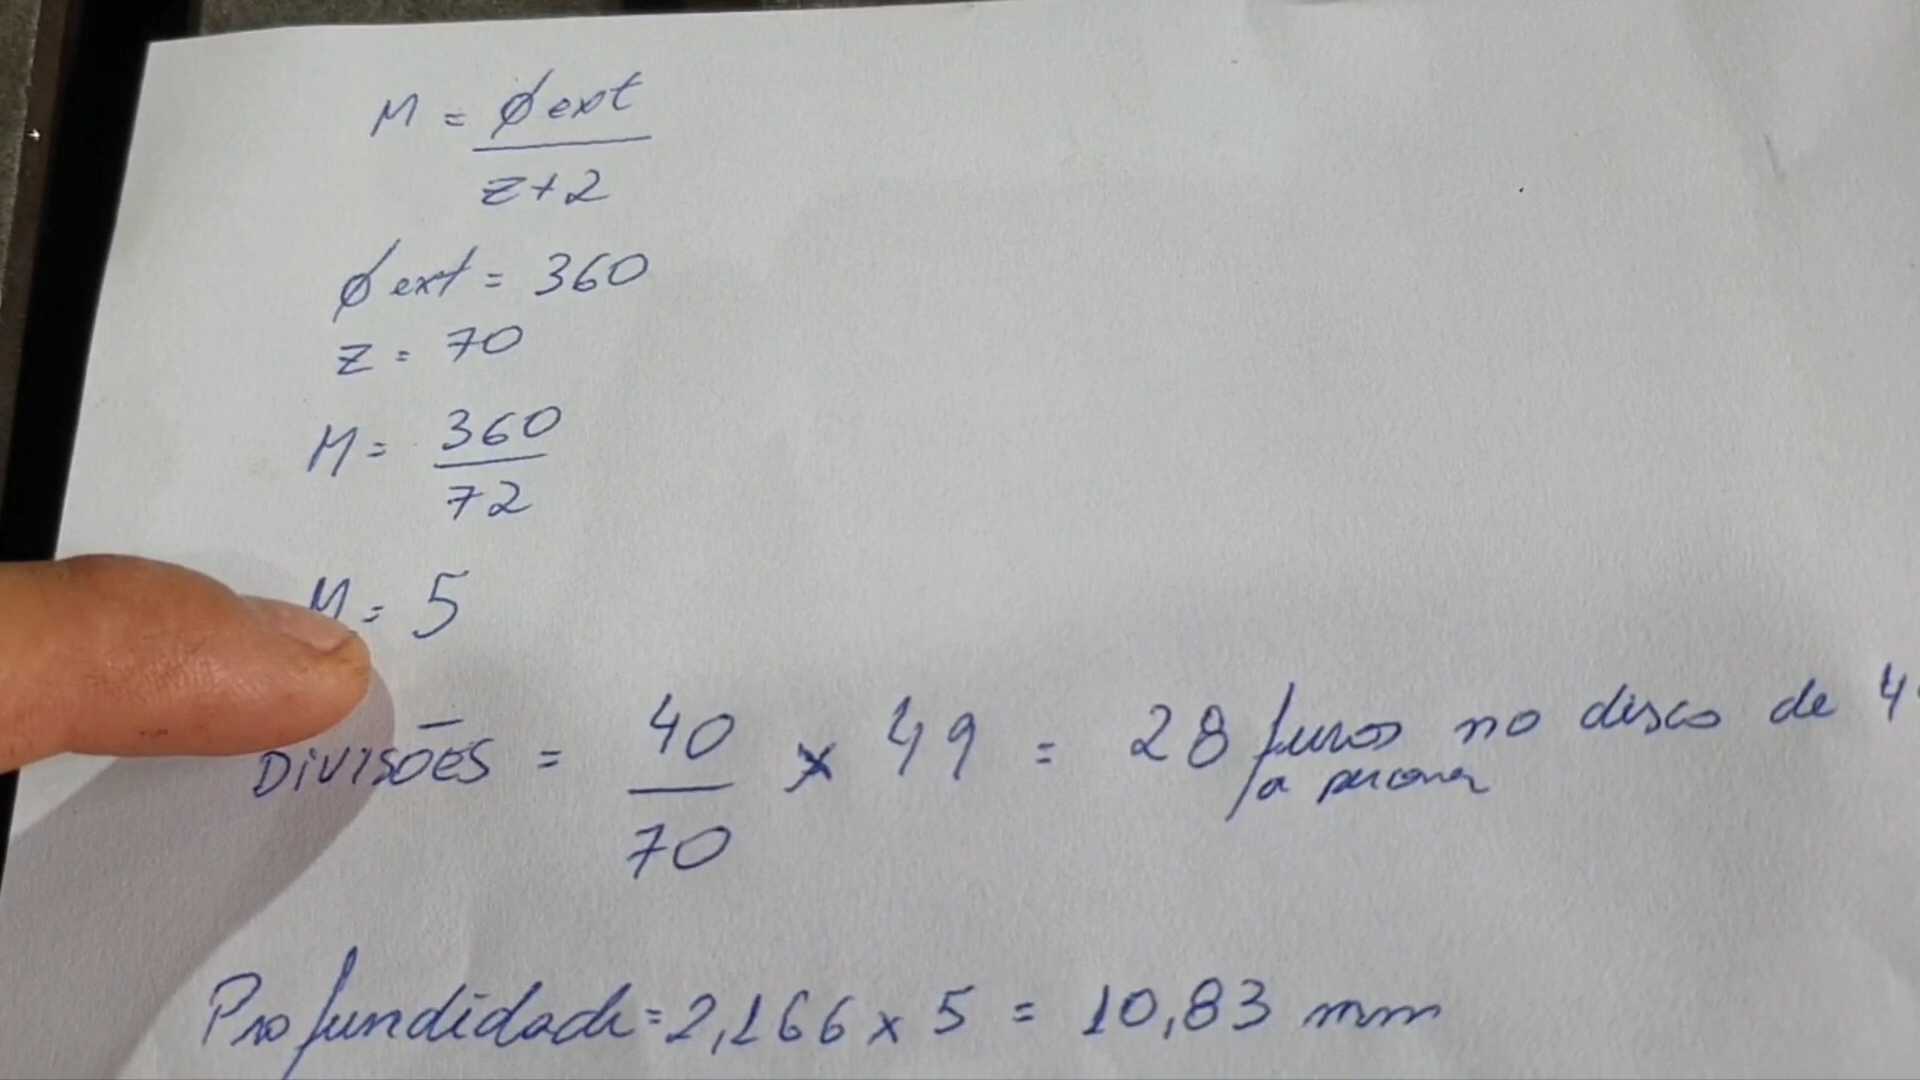 M = ϕ ext
z+2
ϕ ext = 360
z = 70
M = 360
72
M = 5
DIVISÕES = 40 x 49 = 28 furos no disco de 4
70
a percorrer
Profundidade = 2,166 x 5 = 10,83 mm